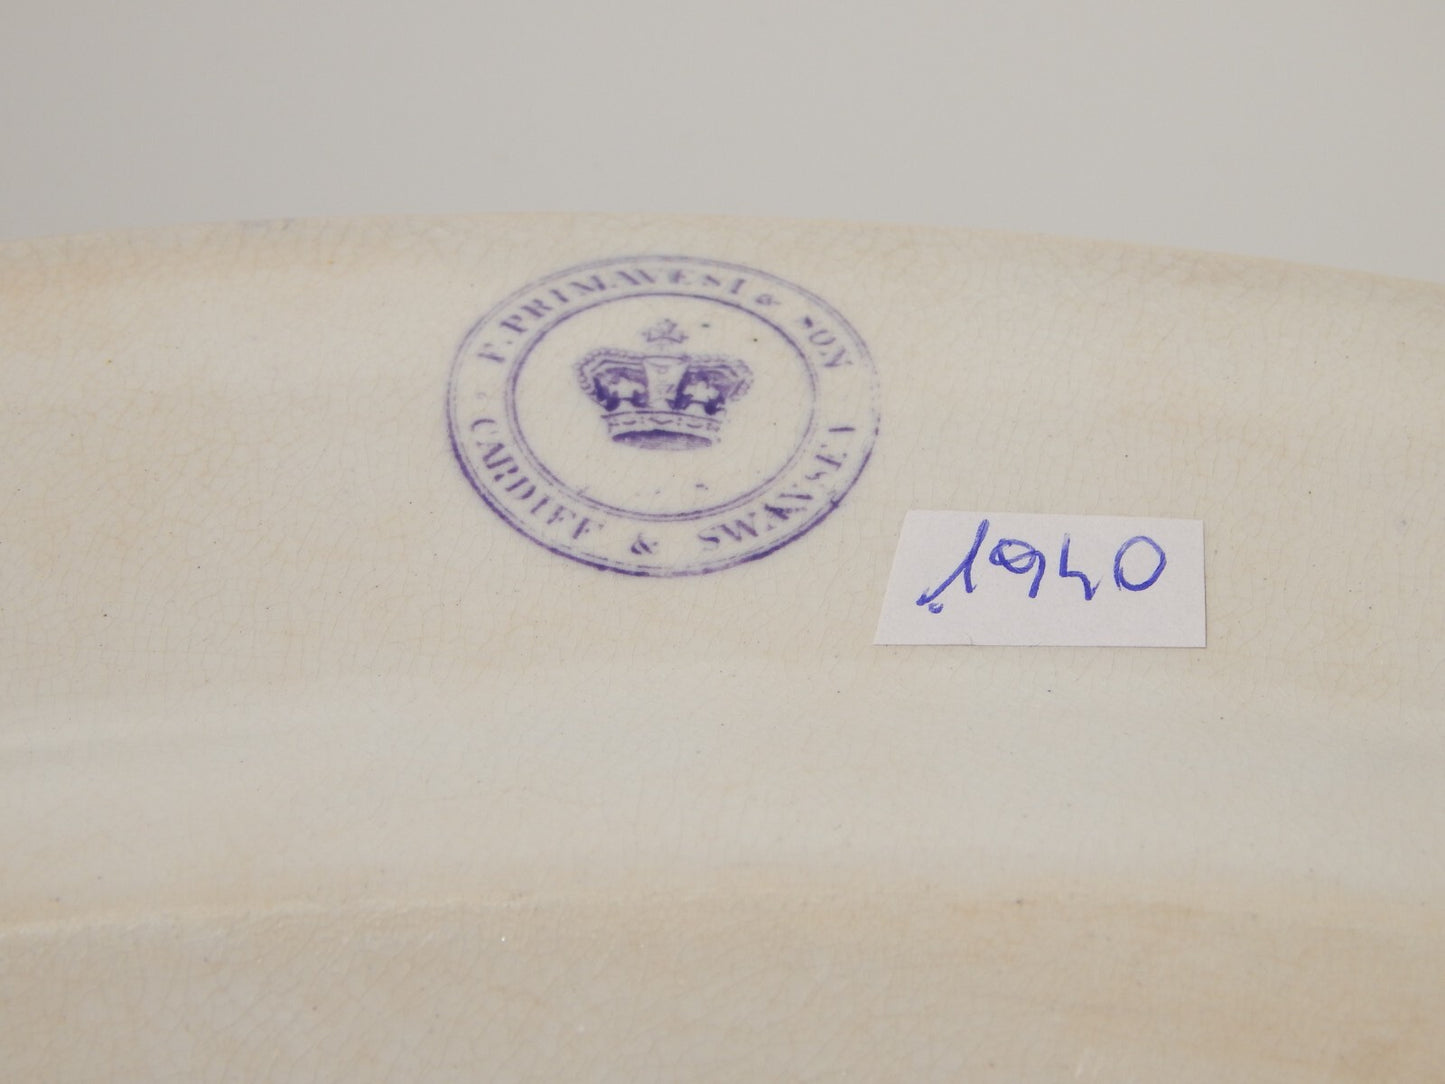 F. PRIMAVESI & SON
CARDIFF & SWANSEA
1940